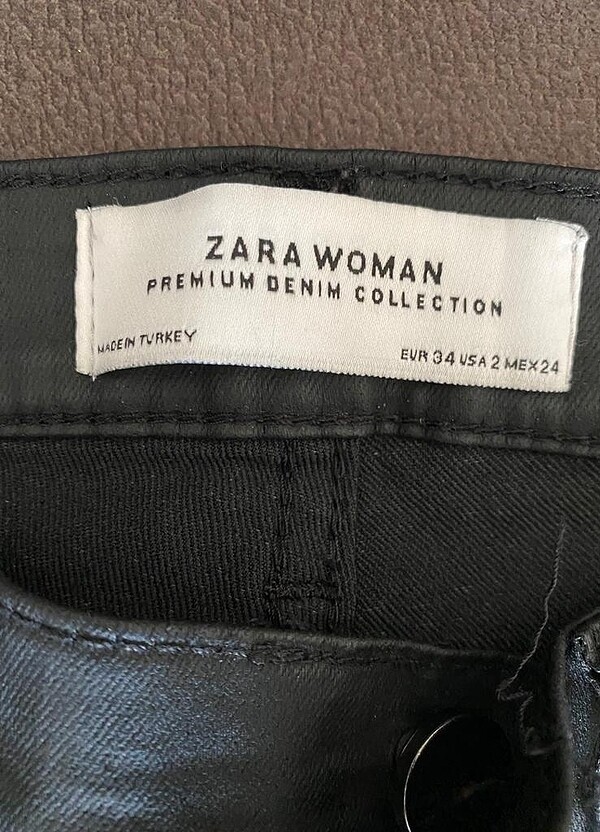 ZARA WOMAN
PREMIUM DENIM COLLECTION
MADE IN TURKEY
EUR 34 USA 2 MEX 24